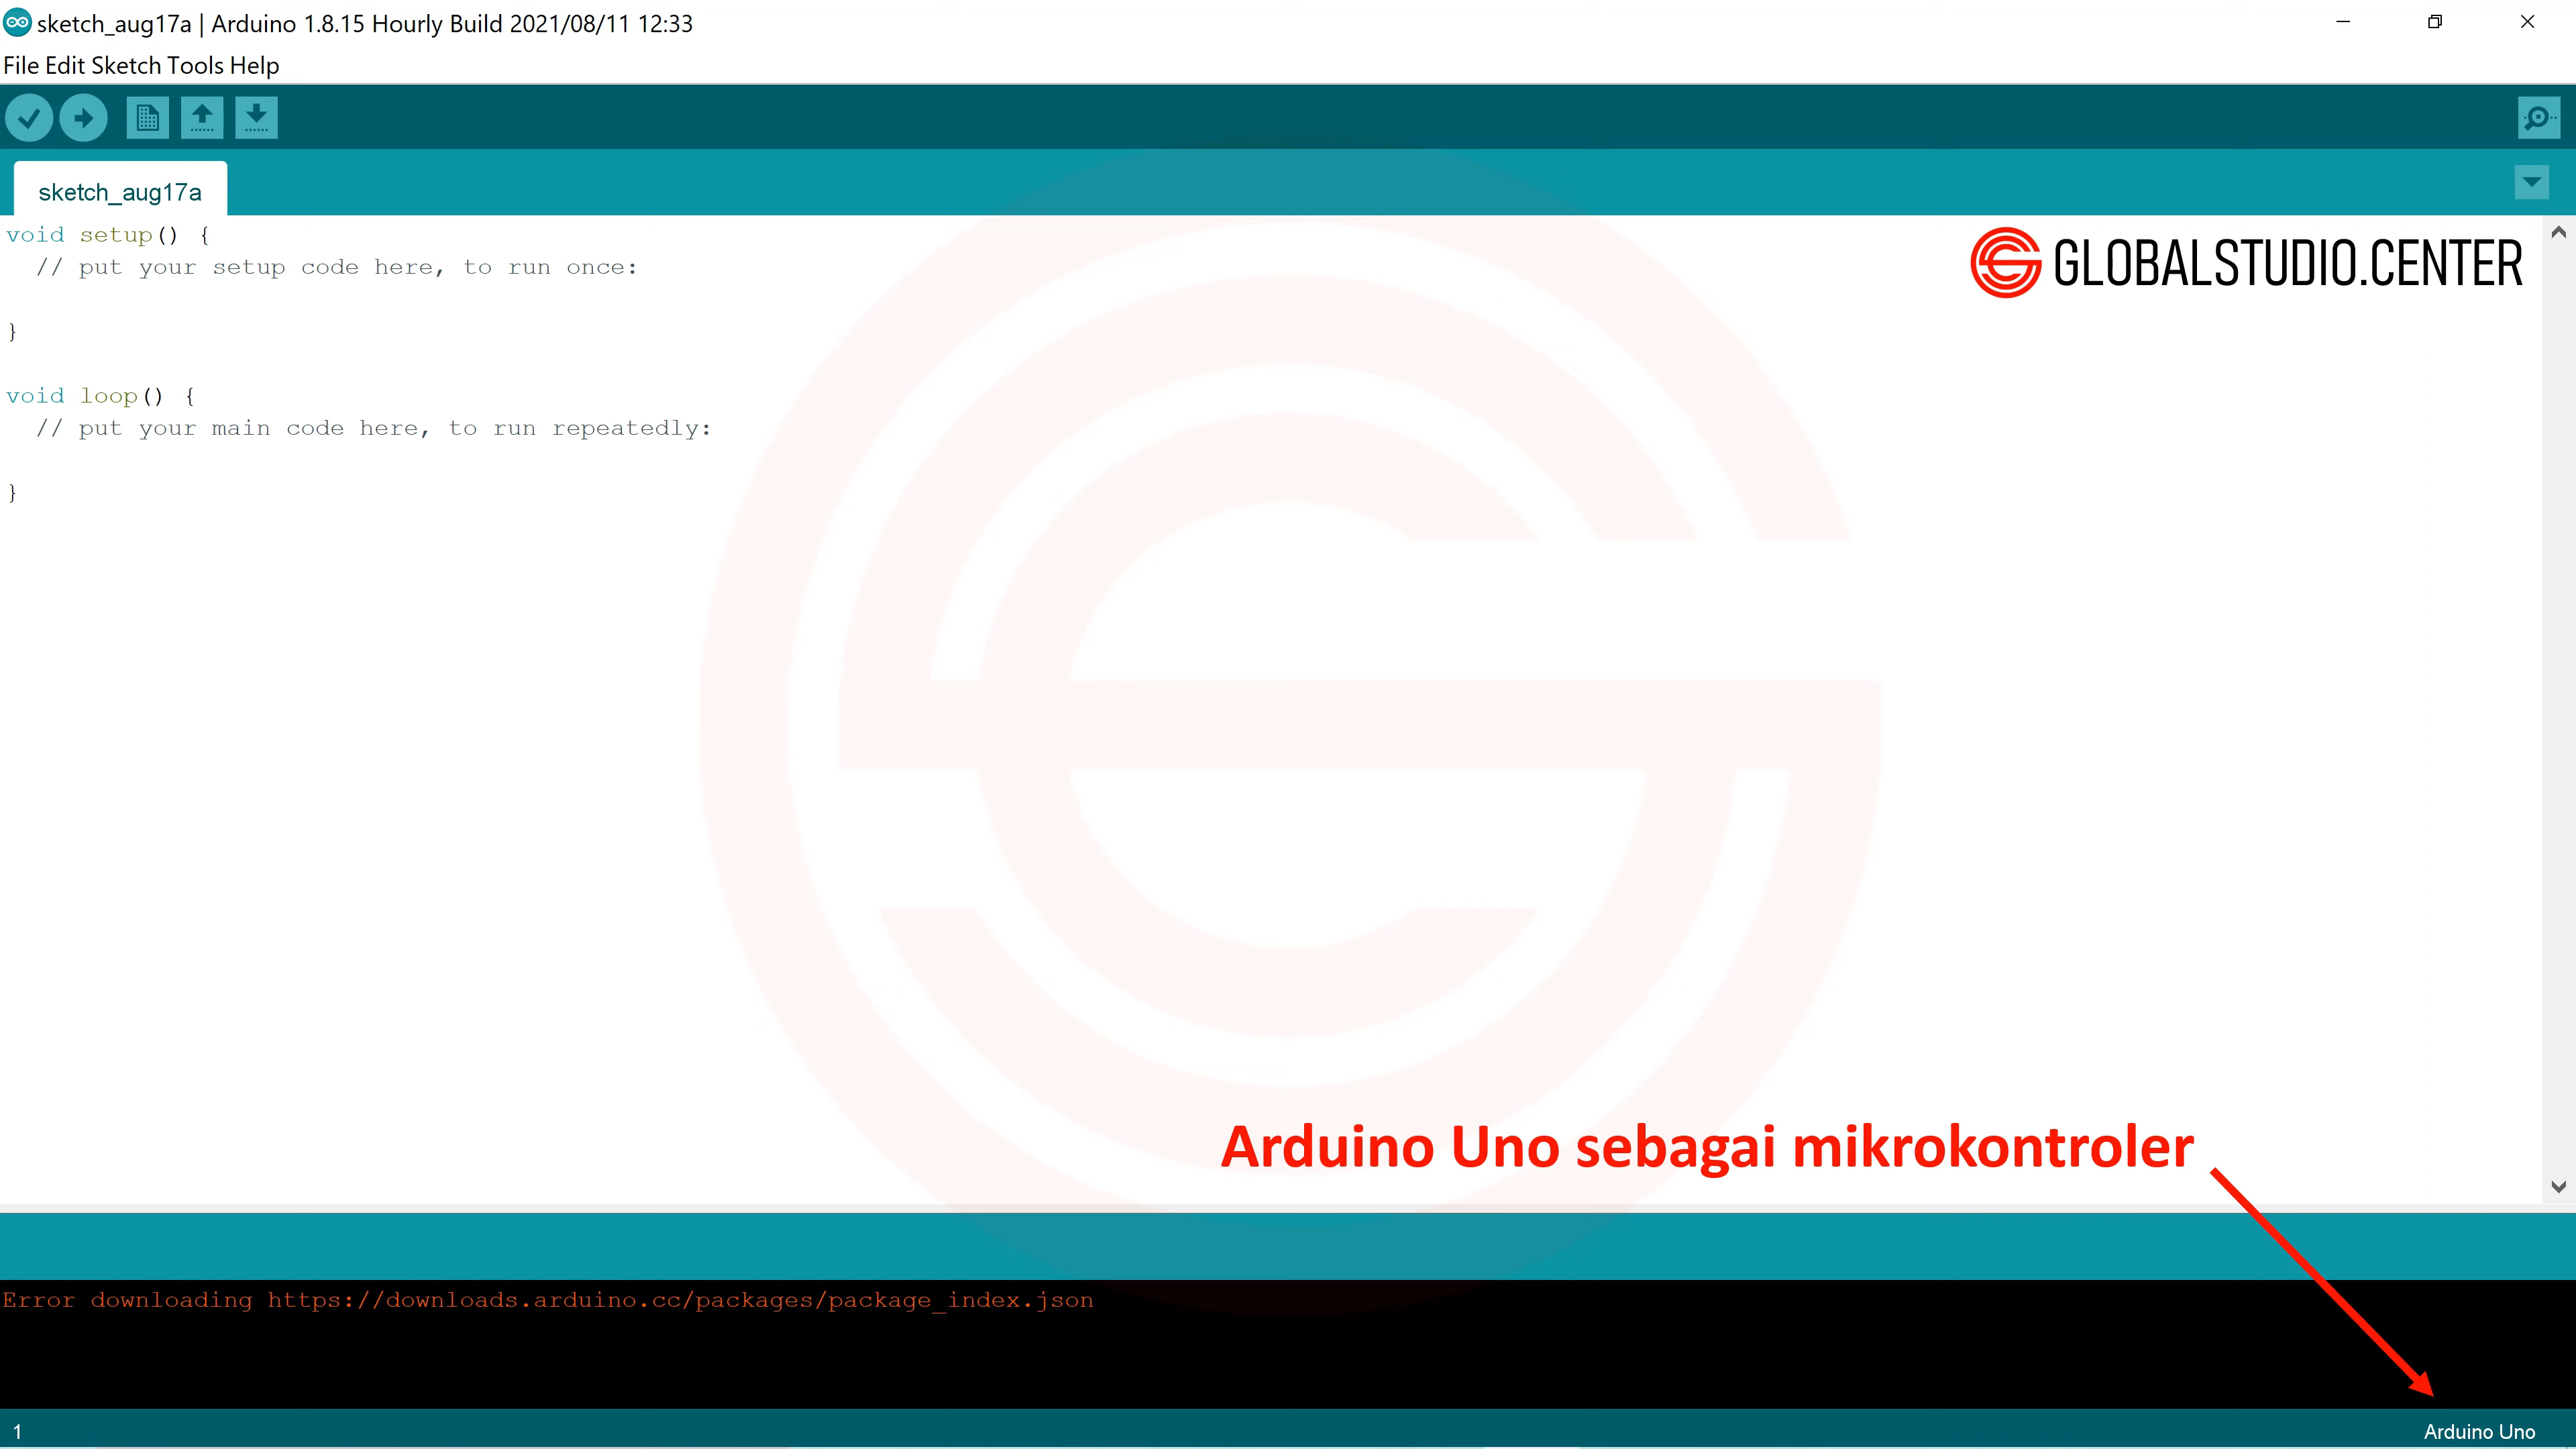 sketch_aug17a | Arduino 1.8.15 Hourly Build 2021/08/11 12:33
File Edit Sketch Tools Help
sketch_aug17a
void setup() {
  // put your setup code here, to run once:
}
void loop() {
  // put your main code here, to run repeatedly:
}
GLOBALSTUDIO.CENTER
Arduino Uno sebagai mikrokontroler
Error downloading https://downloads.arduino.cc/packages/package_index.json
1
Arduino Uno